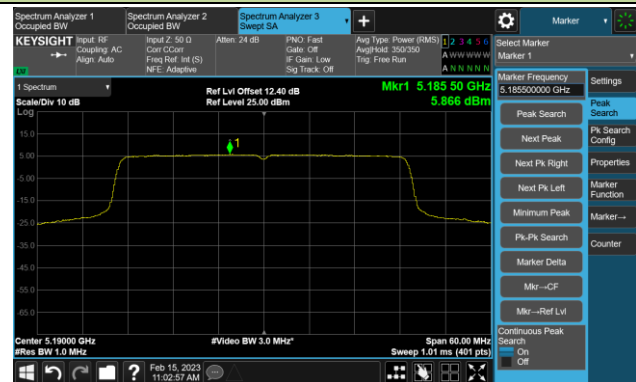 Spectrum Analyzer 1
Occupied BW
Spectrum Analyzer 2
Occupied BW
Spectrum Analyzer 3
Swept SA
Marker
KEYSIGHT
Input: RF
Coupling: AC
Align: Auto
Input Z: 50 Ω
Corr CCorr
Freq Ref: Int (S)
NFE: Adaptive
Atten: 24 dB
PNO: Fast
Gate: Off
IF Gain: Low
Sig Track: Off
Avg Type: Power (RMS)
Avg|Hold: 350/350
Trig: Free Run
1 2 3 4 5 6
A W W W W W
A N N N N N
Select Marker
Marker 1
1 Spectrum
Scale/Div 10 dB
Log
Ref Lvl Offset 12.40 dB
Ref Level 25.00 dBm
Mkr1 5.185 50 GHz
5.866 dBm
15.0
5.00
-5.00
-15.0
-25.0
-35.0
-45.0
-55.0
-65.0
1
Center 5.19000 GHz
#Res BW 1.0 MHz
#Video BW 3.0 MHz*
Span 60.00 MHz
Sweep 1.01 ms (401 pts)
Marker Frequency
5.185500000 GHz
Peak Search
Next Peak
Next Pk Right
Next Pk Left
Minimum Peak
Pk-Pk Search
Marker Delta
Mkr→CF
Mkr→Ref Lvl
Continuous Peak
Search
On
Off
Settings
Peak
Search
Pk Search
Config
Properties
Marker
Function
Marker→
Counter
?
Feb 15, 2023
11:02:57 AM